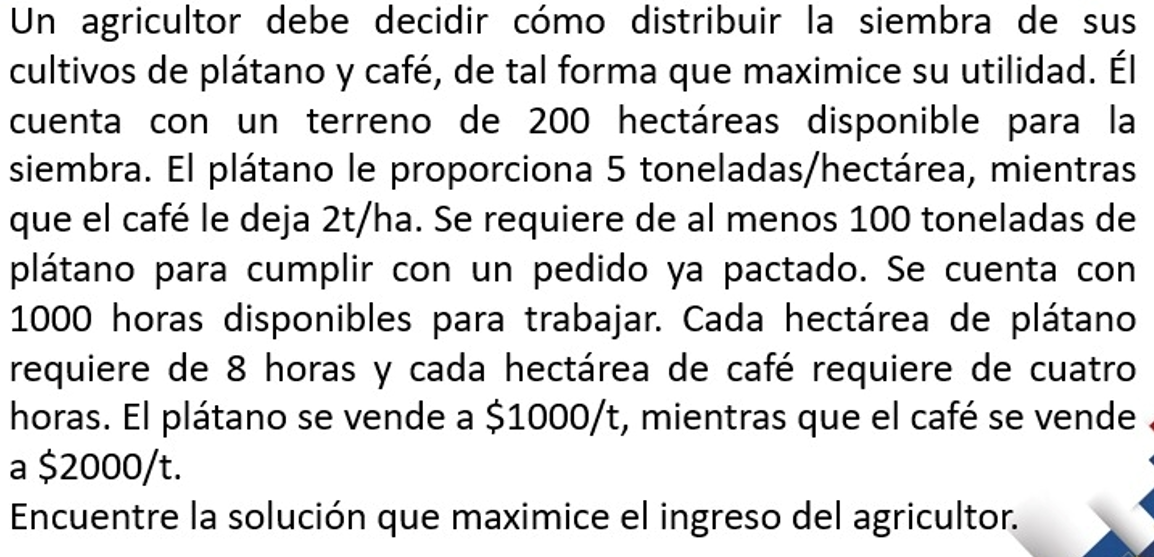 Un agricultor debe decidir cómo distribuir la siembra de sus
cultivos de plátano y café, de tal forma que maximice su utilidad. Él
cuenta con un terreno de 200 hectáreas disponible para la
siembra. El plátano le proporciona 5 toneladas/hectárea, mientras
que el café le deja 2t/ha. Se requiere de al menos 100 toneladas de
plátano para cumplir con un pedido ya pactado. Se cuenta con
1000 horas disponibles para trabajar. Cada hectárea de plátano
requiere de 8 horas y cada hectárea de café requiere de cuatro
horas. El plátano se vende a $1000/t, mientras que el café se vende
a $2000/t.
Encuentre la solución que maximice el ingreso del agricultor.